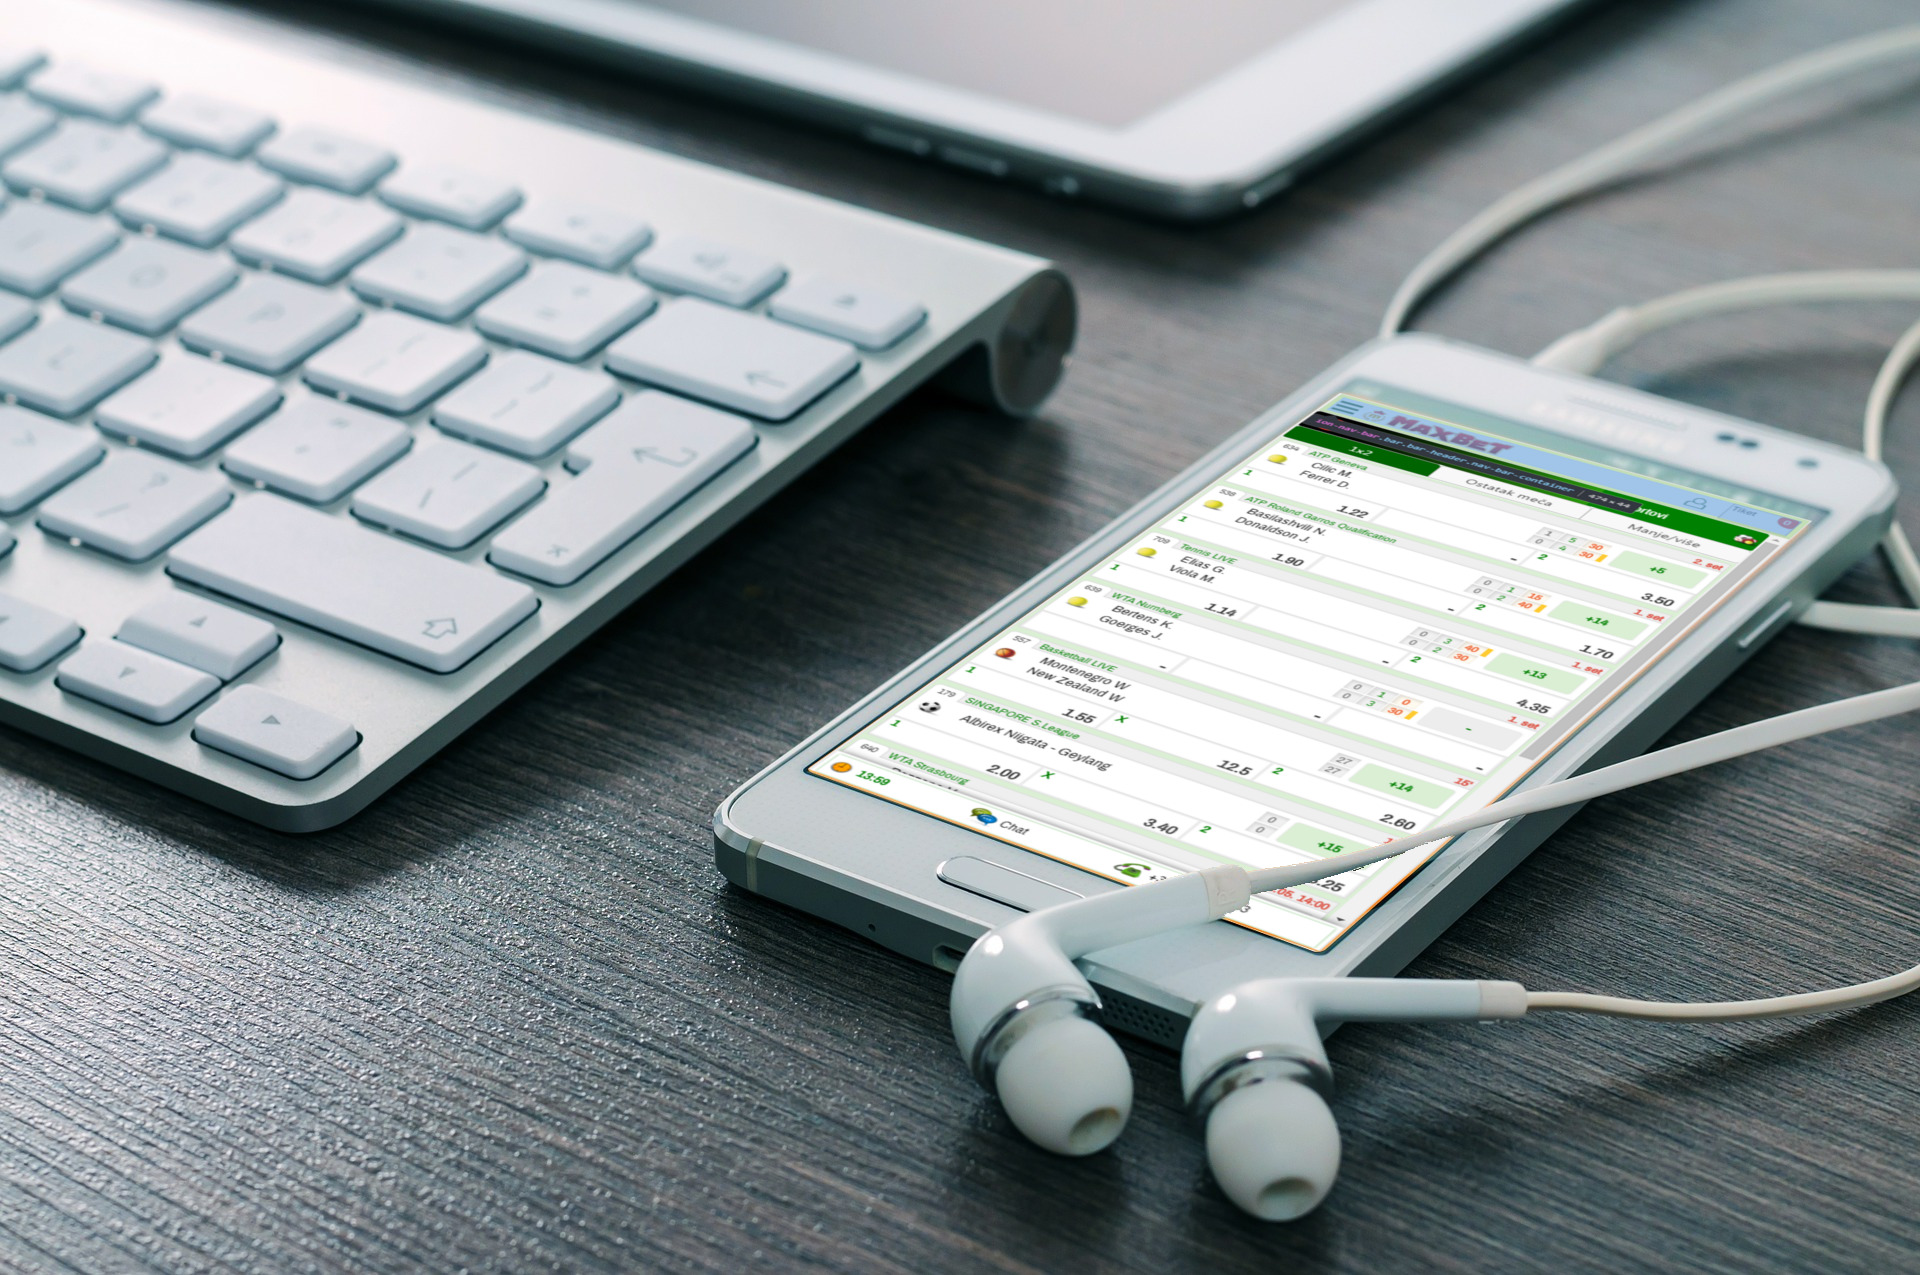 MAXBET
Tiket 0
ion-nav-bar.bar.bar-header.nav-bar-container | 474 × 44
1x2
Ostatak meča
Manje/više
634 ATP Geneva
Cilic M.
Ferrer D.
1 5 30
0 4 30
2. set
1 1.22 - 2 3.50
+5
538 ATP Roland Garros Qualification
Basilashvili N.
Donaldson J.
0 1 15
0 2 40
1. set
1 1.90 - 2 1.70
+14
709 Tennis LIVE
Elias G.
Viola M.
0 3 40
0 2 30
1. set
1 1.14 - 2 4.35
+13
639 WTA Nurnberg
Bertens K.
Goerges J.
0 1 0
0 3 30
1. set
- - -
-
557 Basketball LIVE
Montenegro W
New Zealand W
27
27
15'
1 1.55 X 12.5 2 2.60
+14
179 SINGAPORE S.League
Albirex Niigata - Geylang
0
0
1 2.00 X 3.40 2 .25
+15
640 WTA Strasbourg
05. 14:00
13:59
Chat